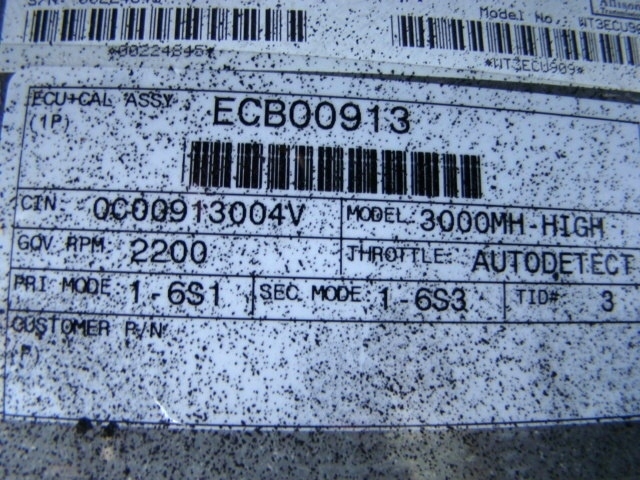 Model No.: WT3ECU909
*00224845*
*WT3ECU909*
ECU+CAL ASSY ECB00913
(1P)
CIN: 0C00913004V MODEL: 3000MH-HIGH
GOV RPM 2200 THROTTLE: AUTODETECT
PRI MODE 1-6S1 SEC MODE 1-6S3 TID# 3
CUSTOMER P/N
P)